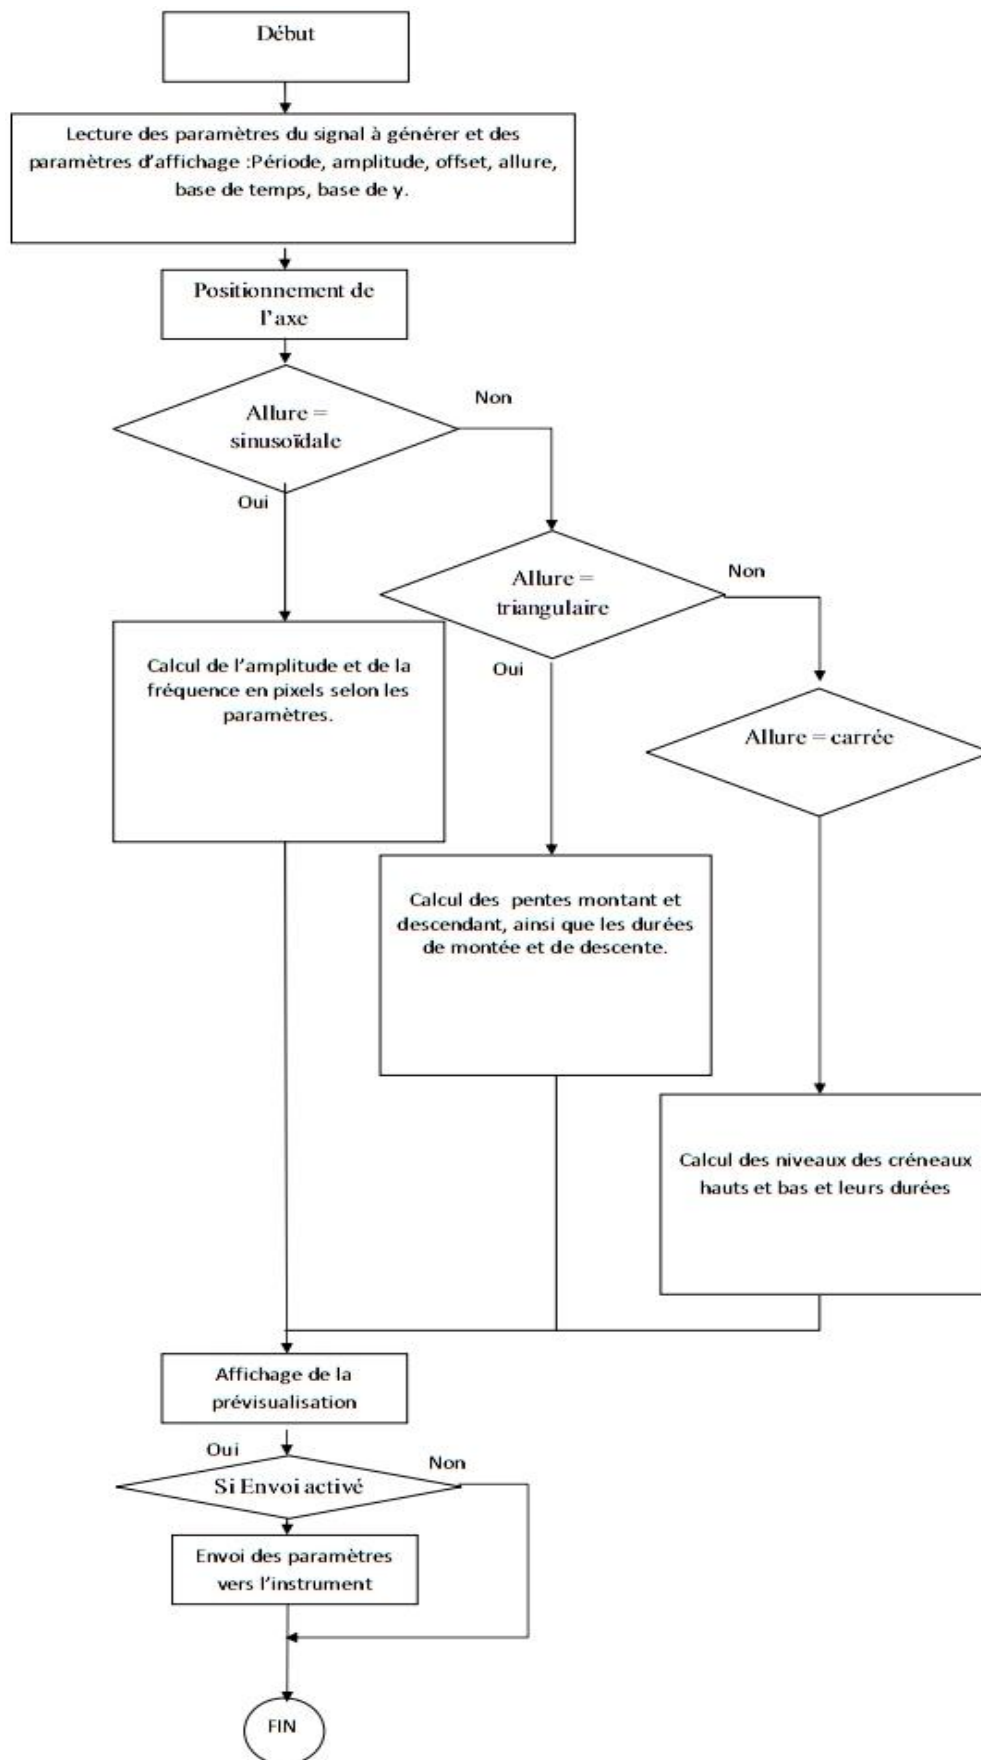 Début
Lecture des paramètres du signal à générer et des
paramètres d'affichage :Période, amplitude, offset, allure,
base de temps, base de y.
Positionnement de
l'axe
Allure =
sinusoïdale
Non
Oui
Allure =
triangulaire
Non
Oui
Calcul de l'amplitude et de la
fréquence en pixels selon les
paramètres.
Allure = carrée
Calcul des pentes montant et
descendant, ainsi que les durées
de montée et de descente.
Calcul des niveaux des créneaux
hauts et bas et leurs durées
Affichage de la
prévisualisation
Oui
Non
Si Envoi activé
Envoi des paramètres
vers l'instrument
FIN